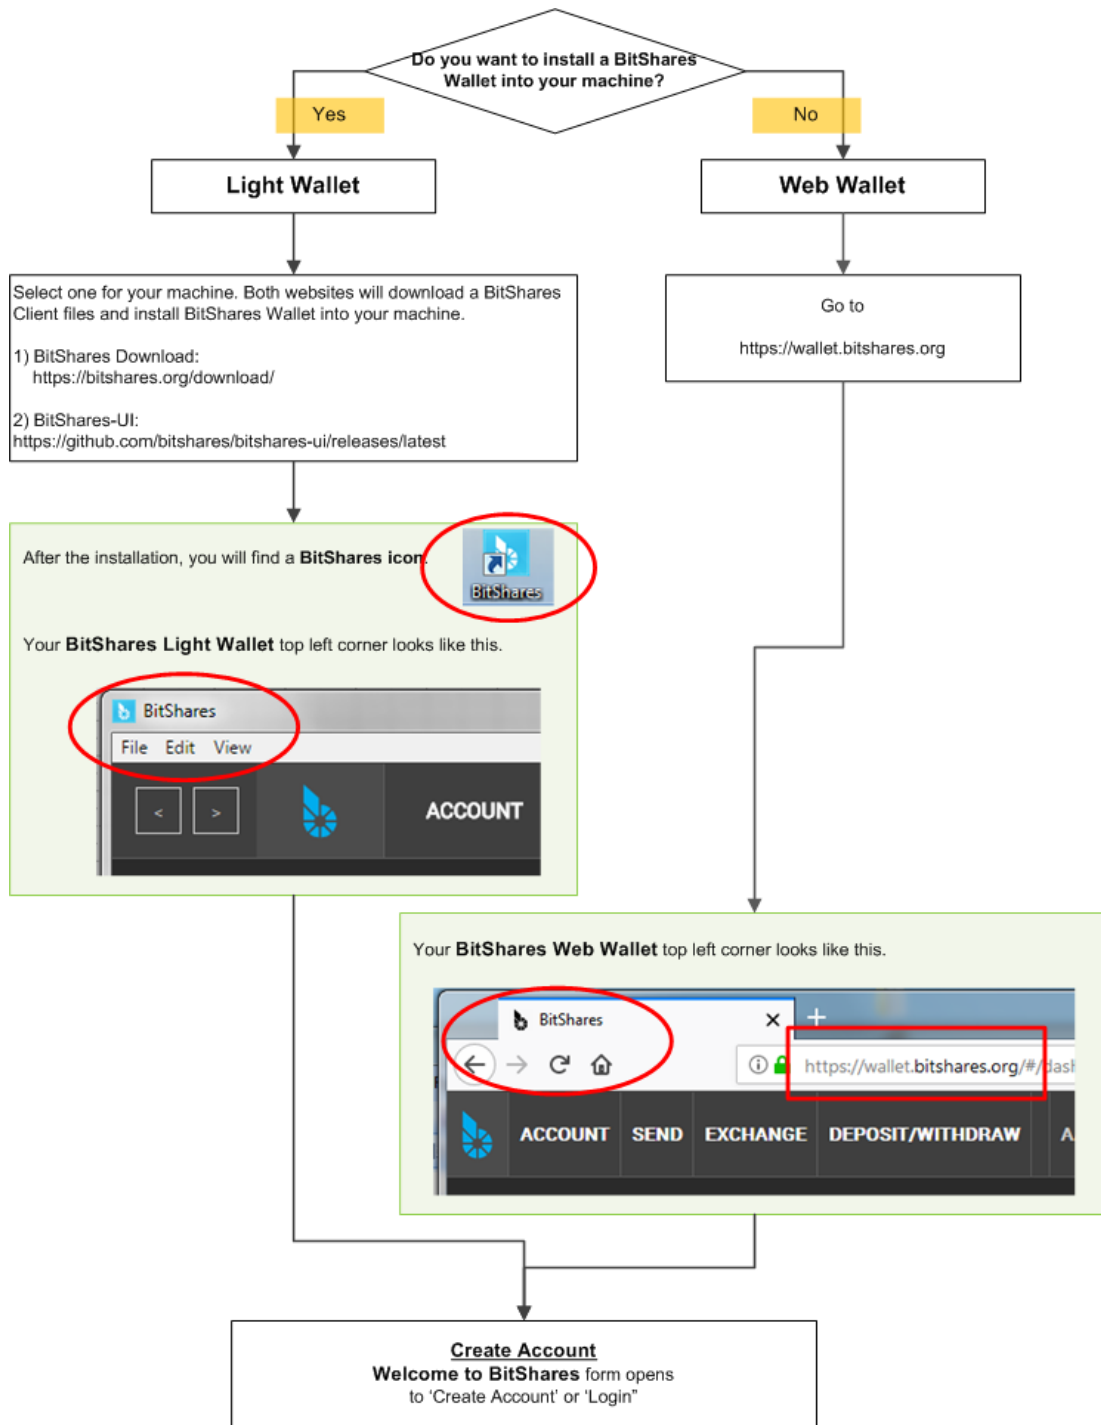 Do you want to install a BitShares
Wallet into your machine?
Yes
No
Light Wallet
Web Wallet
Select one for your machine. Both websites will download a BitShares
Client files and install BitShares Wallet into your machine.
1) BitShares Download:
https://bitshares.org/download/
2) BitShares-UI:
https://github.com/bitshares/bitshares-ui/releases/latest
Go to
https://wallet.bitshares.org
After the installation, you will find a BitShares icon.
BitShares
Your BitShares Light Wallet top left corner looks like this.
BitShares
File Edit View
< >
ACCOUNT
Your BitShares Web Wallet top left corner looks like this.
BitShares
https://wallet.bitshares.org/#/dash
ACCOUNT SEND EXCHANGE DEPOSIT/WITHDRAW A
Create Account
Welcome to BitShares form opens
to ‘Create Account’ or ‘Login”